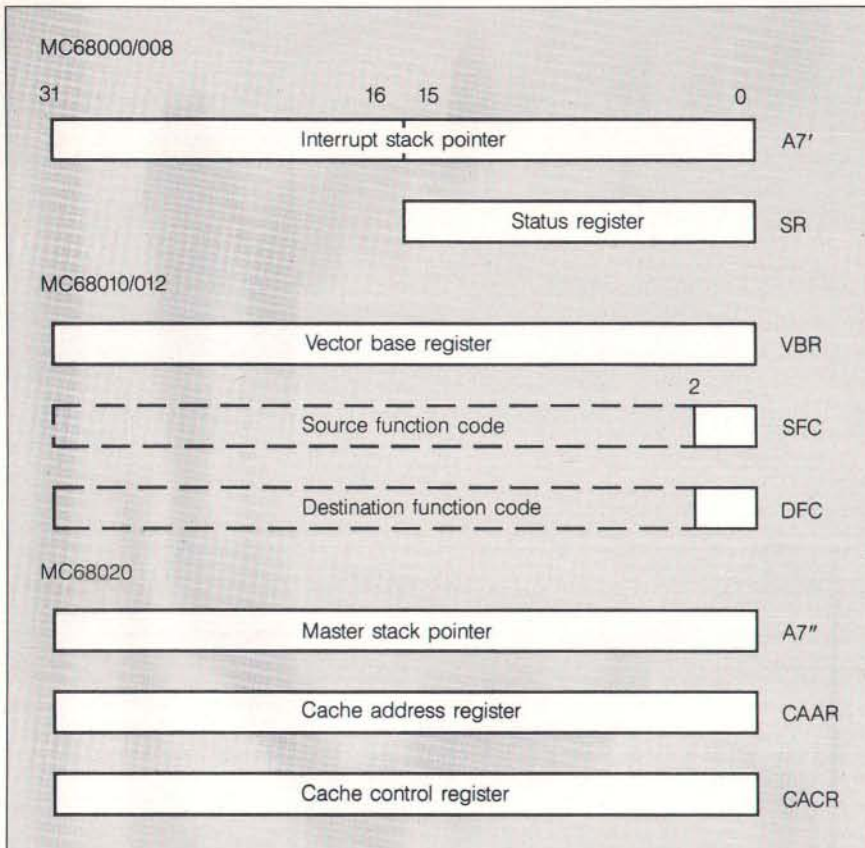 MC68000/008
31 16 15 0
Interrupt stack pointer A7'
Status register SR
MC68010/012
Vector base register VBR
2
Source function code SFC
Destination function code DFC
MC68020
Master stack pointer A7"
Cache address register CAAR
Cache control register CACR